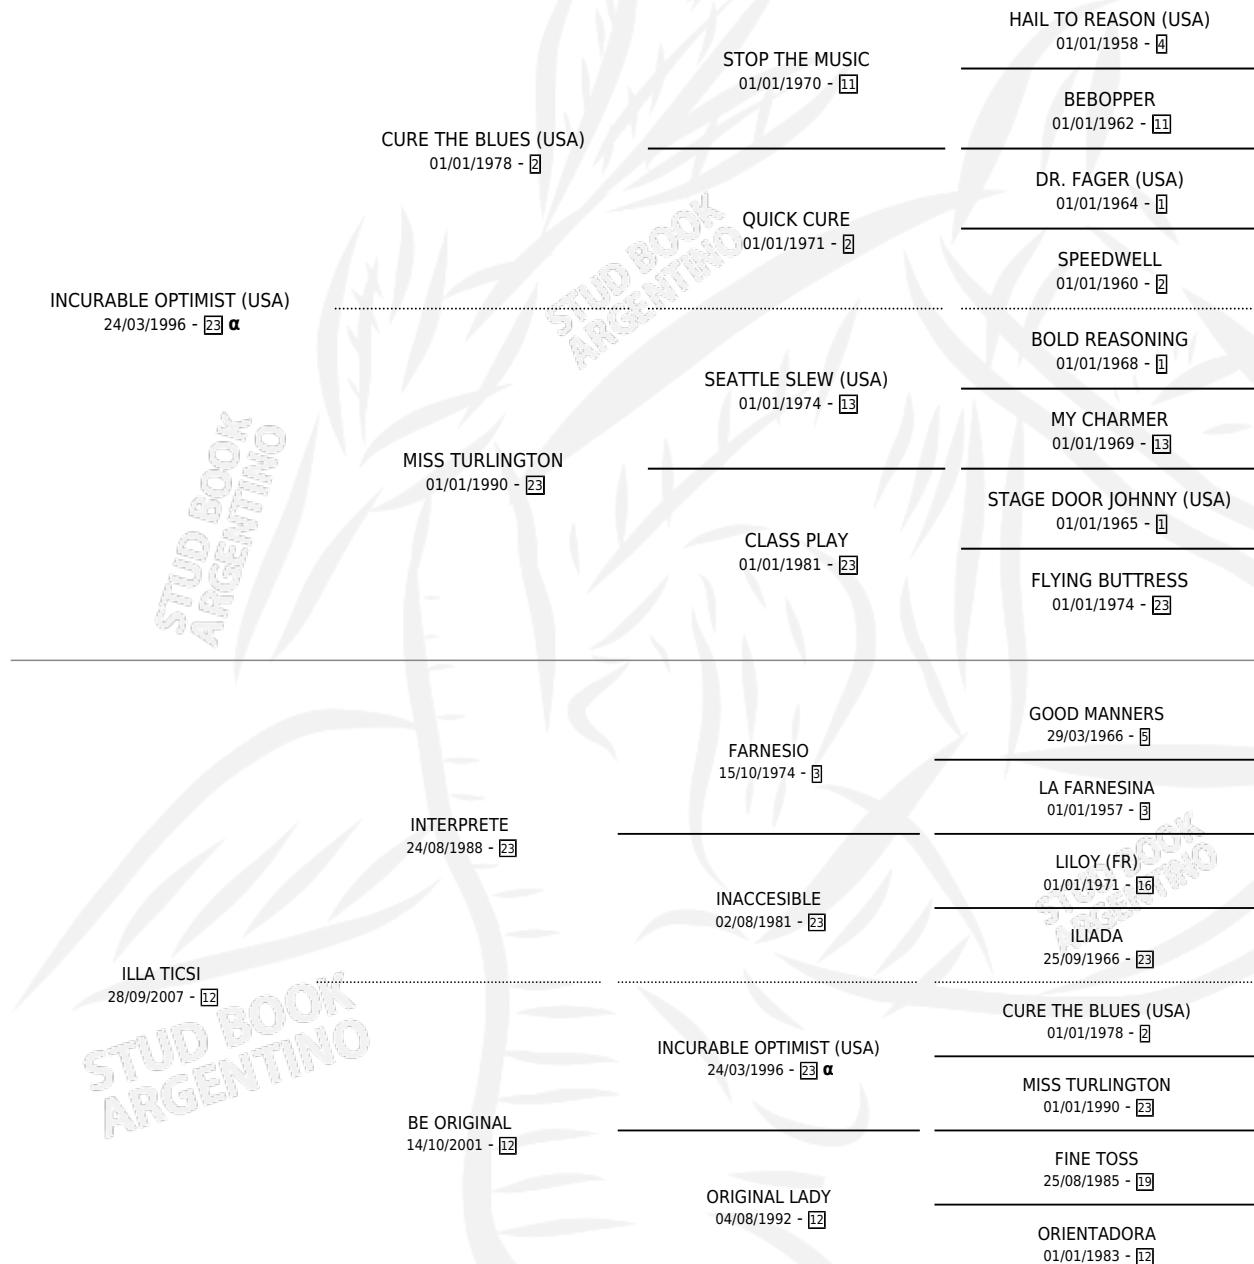 HAIL TO REASON (USA)
01/01/1958 - 4
STOP THE MUSIC
01/01/1970 - 11
BEBOPPER
01/01/1962 - 11
CURE THE BLUES (USA)
01/01/1978 - 2
DR. FAGER (USA)
01/01/1964 - 1
QUICK CURE
01/01/1971 - 2
SPEEDWELL
01/01/1960 - 2
INCURABLE OPTIMIST (USA)
24/03/1996 - 23 α
BOLD REASONING
01/01/1968 - 1
SEATTLE SLEW (USA)
01/01/1974 - 13
MY CHARMER
01/01/1969 - 13
MISS TURLINGTON
01/01/1990 - 23
STAGE DOOR JOHNNY (USA)
01/01/1965 - 1
CLASS PLAY
01/01/1981 - 23
FLYING BUTTRESS
01/01/1974 - 23
STUD BOOK
ARGENTINO
STUD BOOK
ARGENTINO
GOOD MANNERS
29/03/1966 - 5
FARNESIO
15/10/1974 - 3
LA FARNESINA
01/01/1957 - 3
INTERPRETE
24/08/1988 - 23
LILOY (FR)
01/01/1971 - 16
INACCESIBLE
02/08/1981 - 23
ILIADA
25/09/1966 - 23
ILLA TICSI
28/09/2007 - 12
CURE THE BLUES (USA)
01/01/1978 - 2
INCURABLE OPTIMIST (USA)
24/03/1996 - 23 α
MISS TURLINGTON
01/01/1990 - 23
BE ORIGINAL
14/10/2001 - 12
FINE TOSS
25/08/1985 - 19
ORIGINAL LADY
04/08/1992 - 12
ORIENTADORA
01/01/1983 - 12
STUD BOOK
ARGENTINO
STUD BOOK
ARGENTINO